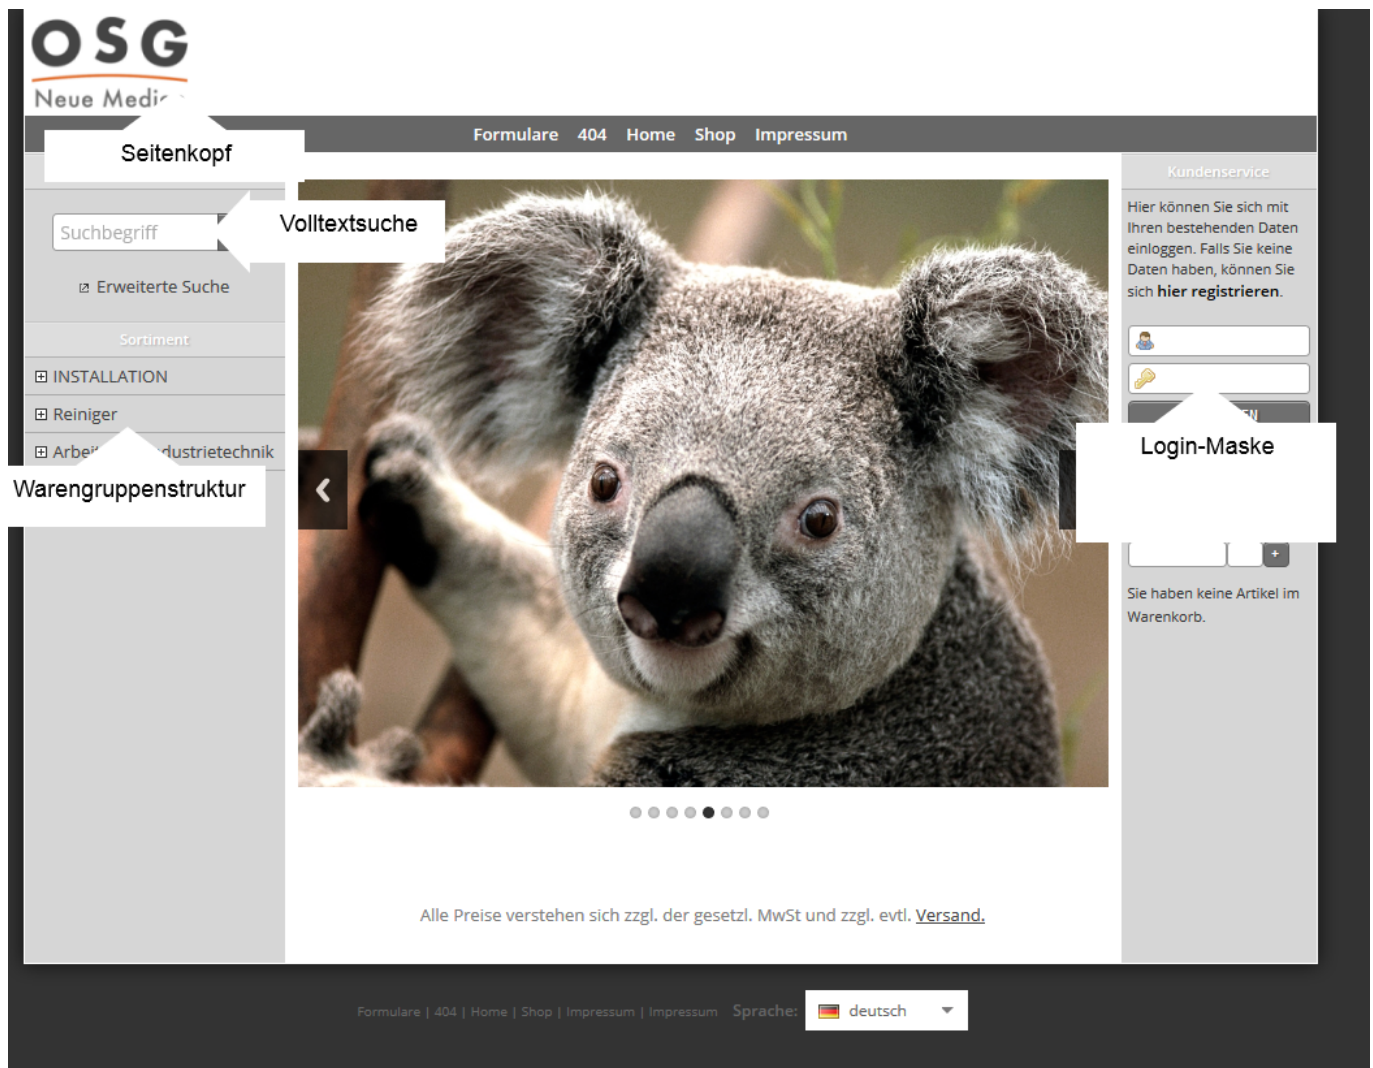 OSG
Neue
Formulare 404 Home Shop Impressum
Seitenkopf
Suchbegriff
Volltextsuche
Erweiterte Suche
Sortiment
INSTALLATION
Reiniger
Warengruppenstruktur
Kundenservice
Hier können Sie sich mit
Ihren bestehenden Daten
einloggen. Falls Sie keine
Daten haben, können Sie
sich hier registrieren.
Login-Maske
+
Sie haben keine Artikel im
Warenkorb.
Alle Preise verstehen sich zzgl. der gesetzl. MwSt und zzgl. evtl. Versand.
Formulare | 404 | Home | Shop | Impressum | Impressum Sprache: deutsch